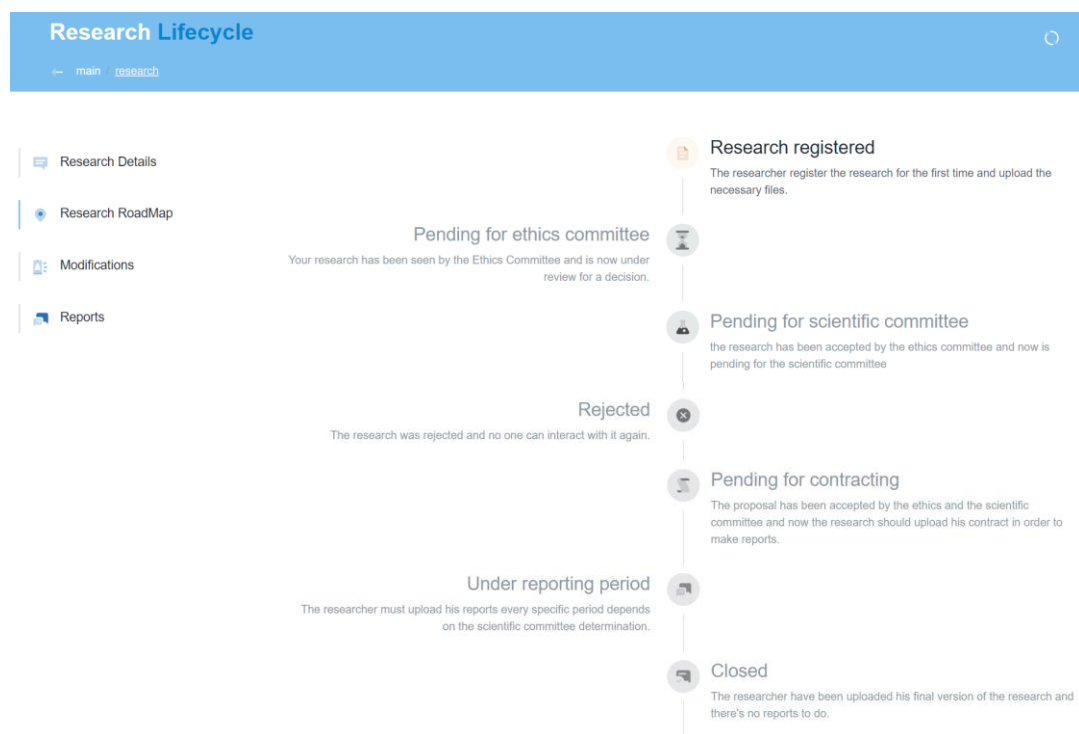 Research Lifecycle
← main / research
Research Details
Research RoadMap
Modifications
Reports
Research registered
The researcher register the research for the first time and upload the
necessary files.
Pending for ethics committee
Your research has been seen by the Ethics Committee and is now under
review for a decision.
Pending for scientific committee
the research has been accepted by the ethics committee and now is
pending for the scientific committee
Rejected
The research was rejected and no one can interact with it again.
Pending for contracting
The proposal has been accepted by the ethics and the scientific
committee and now the research should upload his contract in order to
make reports.
Under reporting period
The researcher must upload his reports every specific period depends
on the scientific committee determination.
Closed
The researcher have been uploaded his final version of the research and
there's no reports to do.